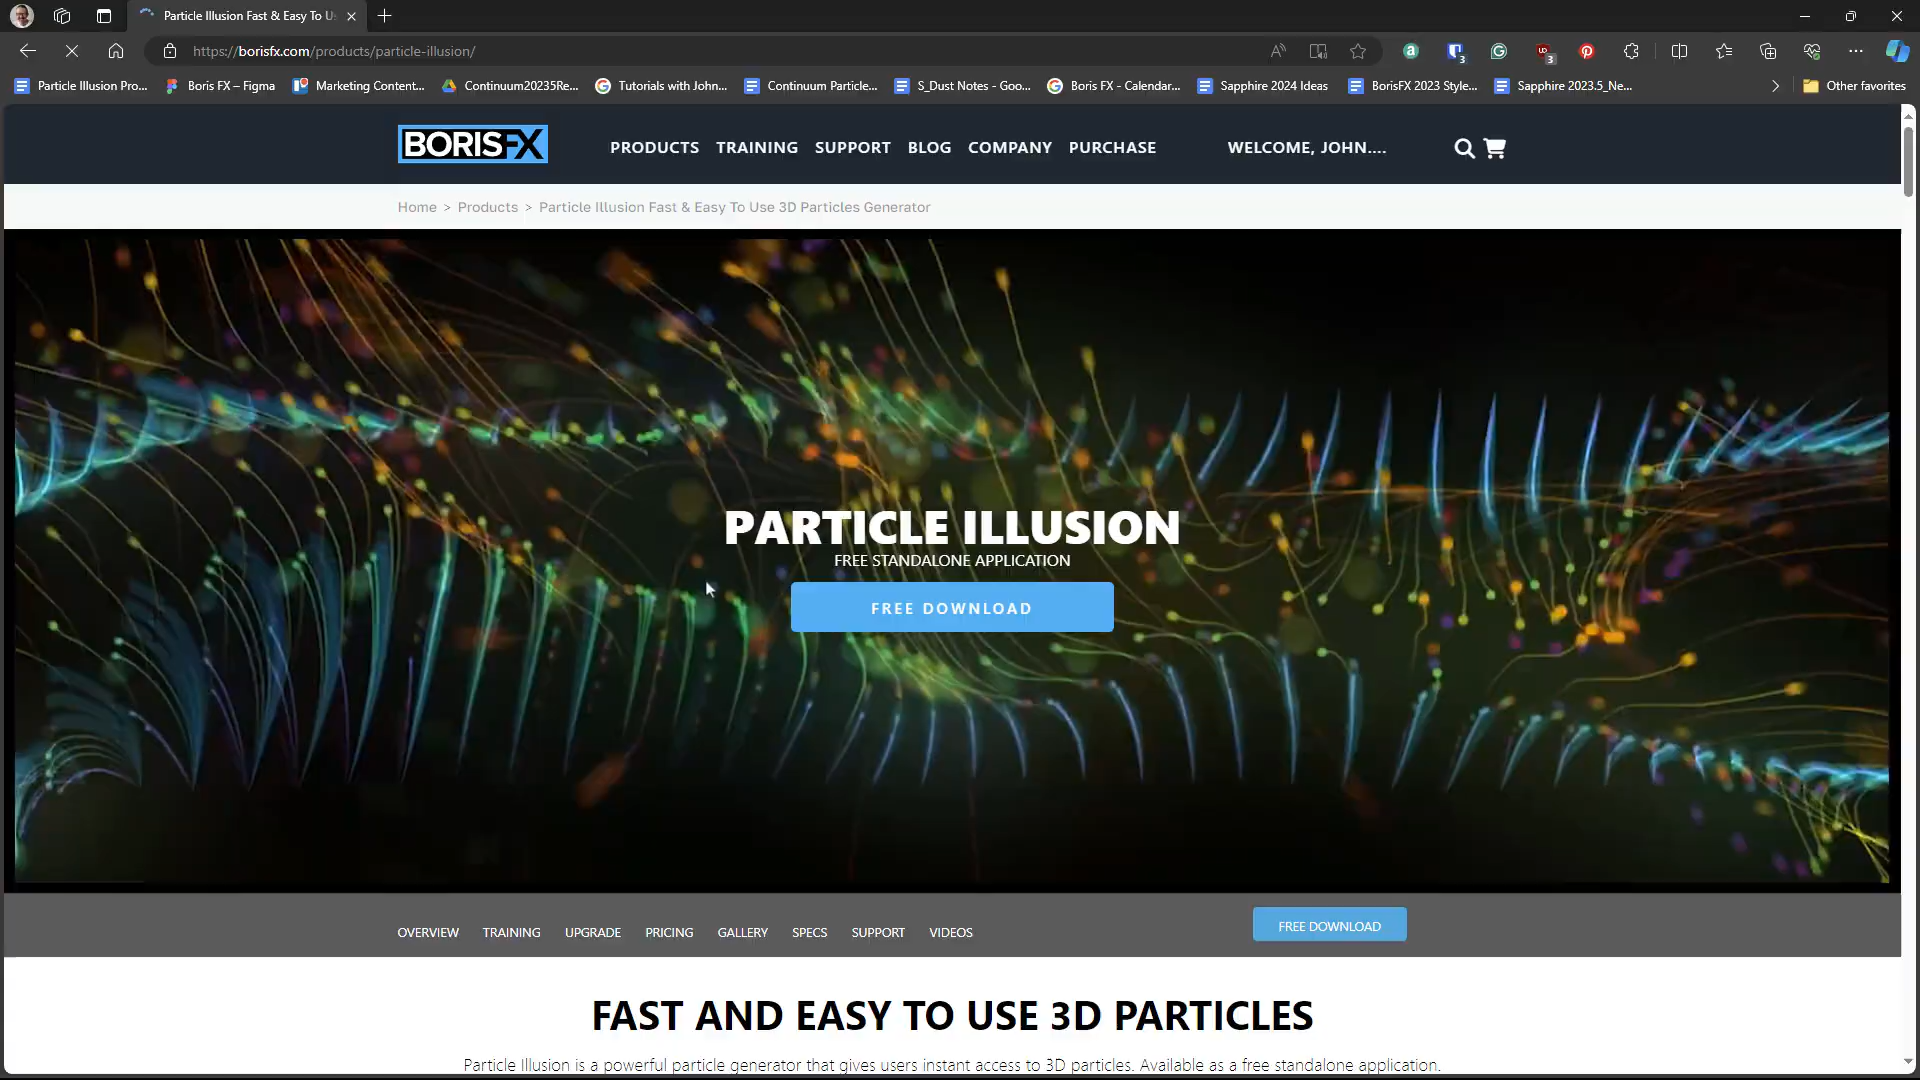 Particle Illusion Fast & Easy To U
https://borisfx.com/products/particle-illusion/
Particle Illusion Pro...
Boris FX – Figma
Marketing Content...
Continuum20235Re...
Tutorials with John...
Continuum Particle...
S_Dust Notes - Goo...
Boris FX - Calendar...
Sapphire 2024 Ideas
BorisFX 2023 Style...
Sapphire 2023.5_Ne...
Other favorites
BORISFX
PRODUCTS TRAINING SUPPORT BLOG COMPANY PURCHASE
WELCOME, JOHN....
Home > Products > Particle Illusion Fast & Easy To Use 3D Particles Generator
PARTICLE ILLUSION
FREE STANDALONE APPLICATION
FREE DOWNLOAD
OVERVIEW TRAINING UPGRADE PRICING GALLERY SPECS SUPPORT VIDEOS
FREE DOWNLOAD
FAST AND EASY TO USE 3D PARTICLES
Particle Illusion is a powerful particle generator that gives users instant access to 3D particles. Available as a free standalone application.